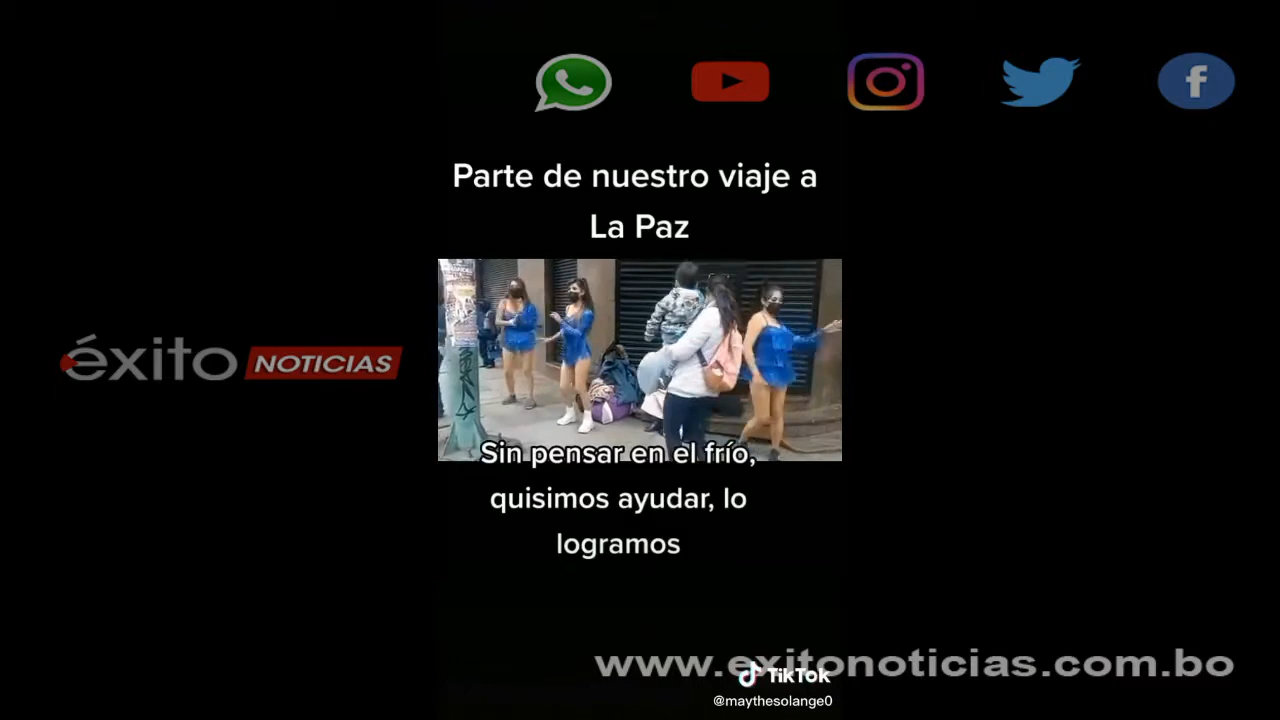 Parte de nuestro viaje a
La Paz
éxito NOTICIAS
Sin pensar en el frío,
quisimos ayudar, lo
logramos
www.exitonoticias.com.bo
TikTok
@maythesolange0